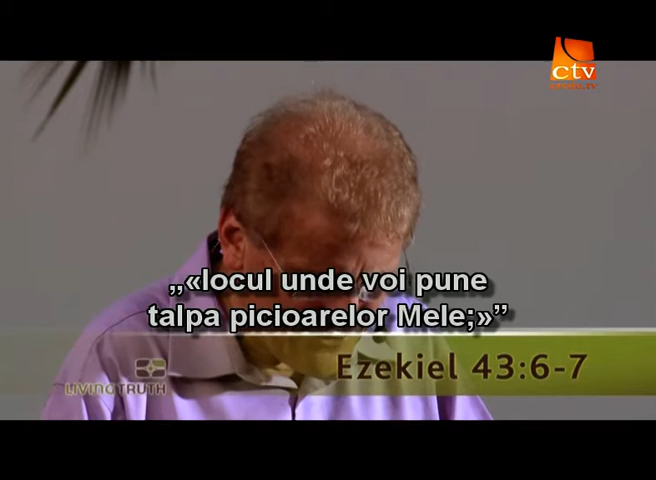 ctv
„«locul unde voi pune
talpa picioarelor Mele;»”
Ezekiel 43:6-7
LIVING TRUTH